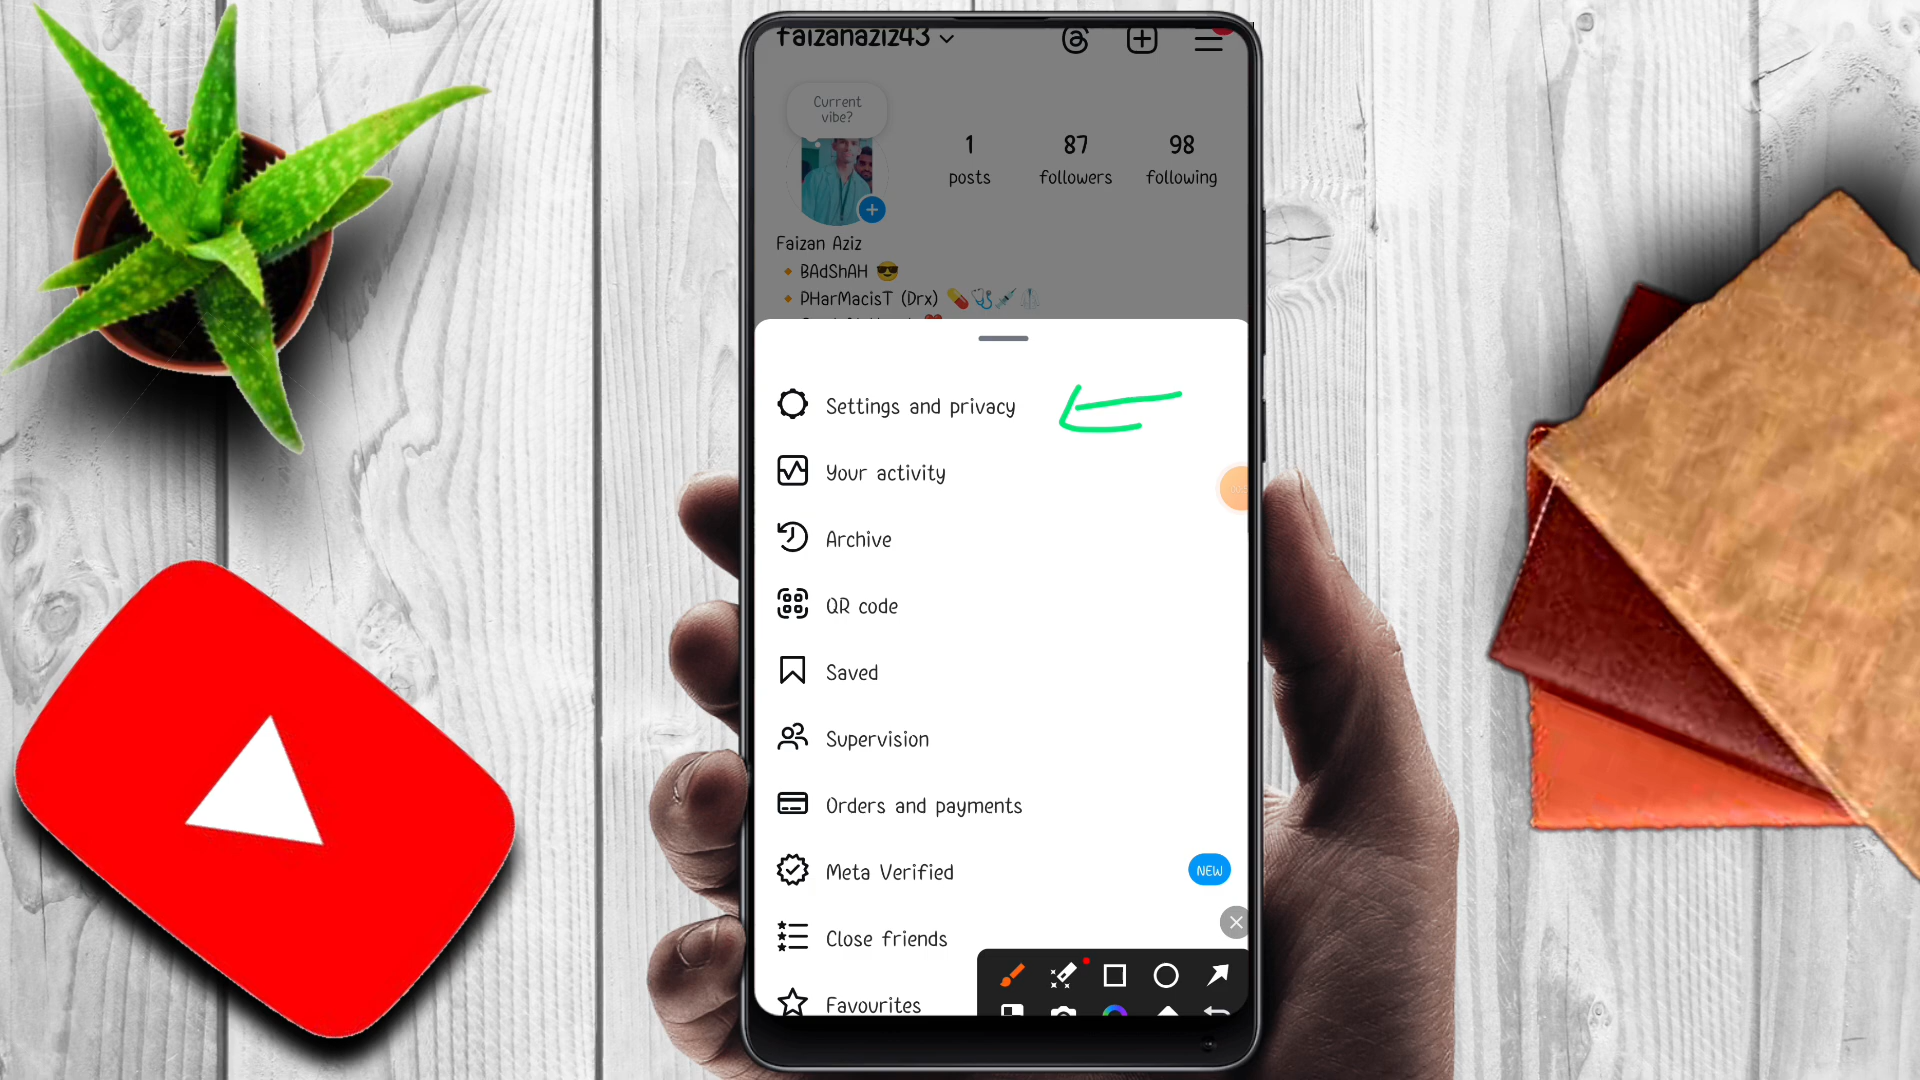 faizanaziz43
Current
vibe?
1
posts
87
followers
98
following
Faizan Aziz
🔸 BAdShAH 😎
🔸 PHarMacisT (Drx) 💊🩺💉🥼
Settings and privacy
Your activity
Archive
QR code
Saved
Supervision
Orders and payments
Meta Verified
NEW
Close friends
Favourites